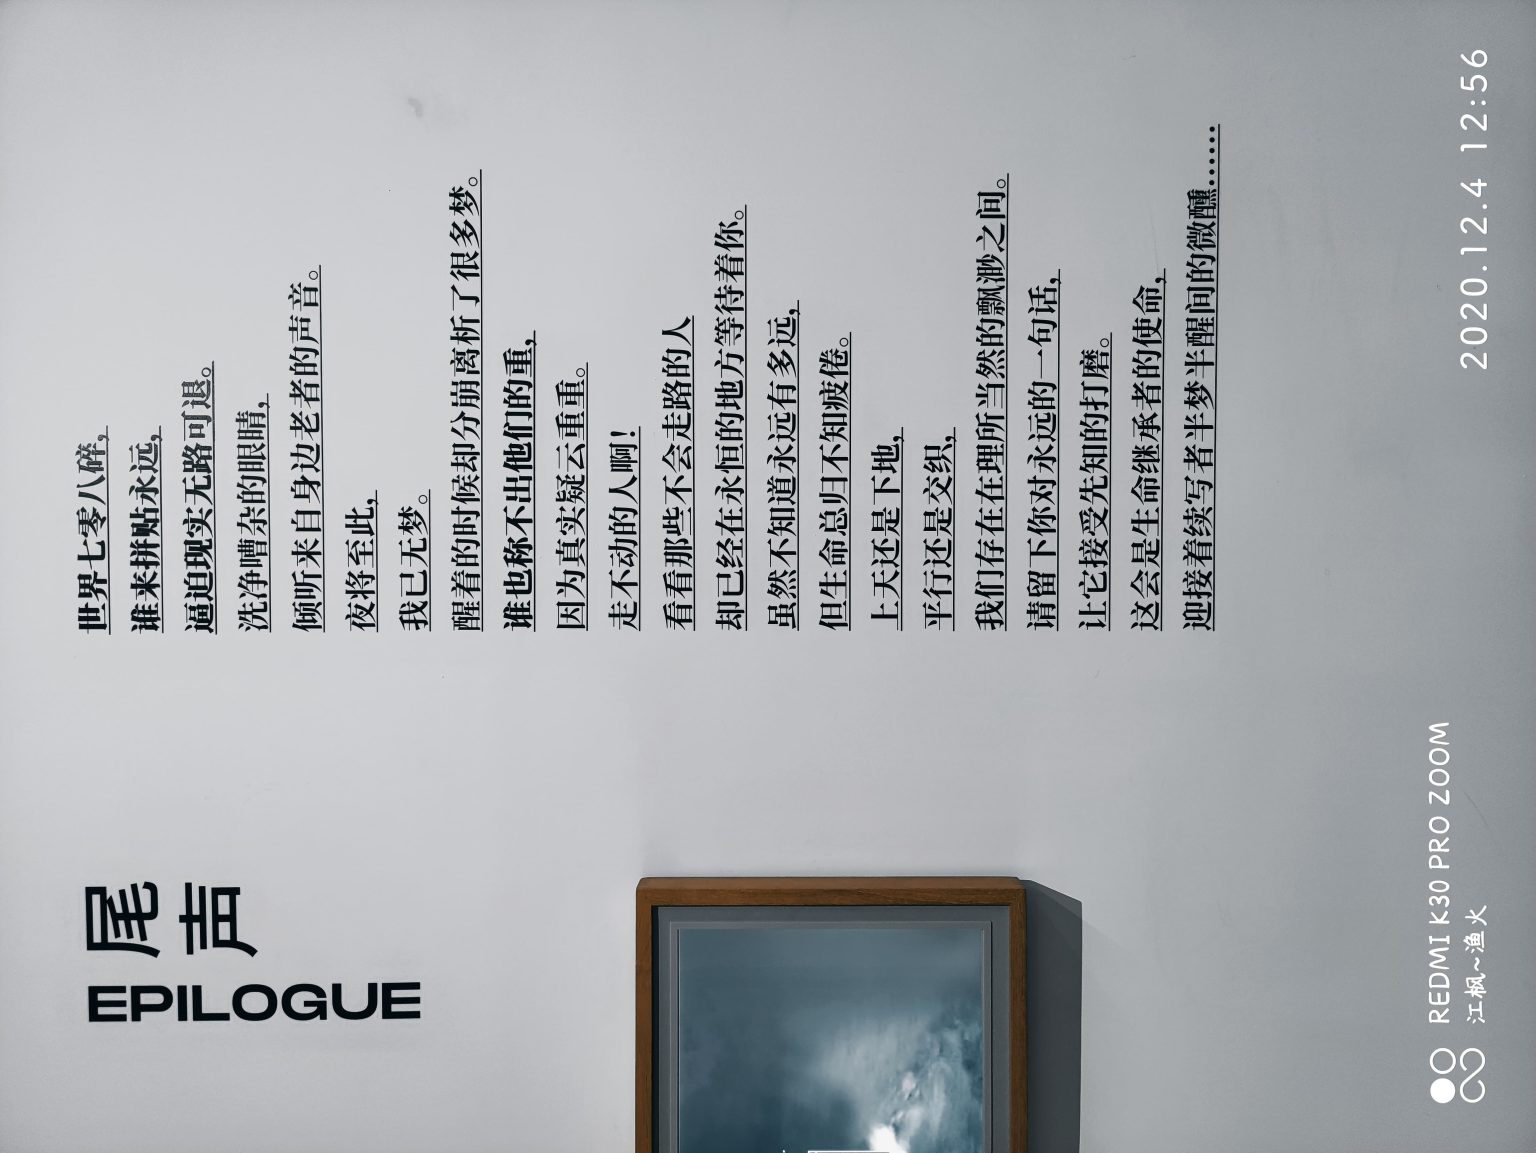 尾声
EPILOGUE
世界七零八碎，
谁来拼贴永远，
逼迫现实无路可退。
洗净嘈杂的眼睛，
倾听来自身边老者的声音。
夜将至此，
我已无梦。
醒着的时候却分崩离析了很多梦。
谁也称不出他们的重，
因为真实疑云重重。
走不动的人啊！
看看那些不会走路的人
却已经在永恒的地方等待着你。
虽然不知道永远有多远，
但生命总归不知疲倦。
上天还是下地，
平行还是交织，
我们存在在理所当然的飘渺之间。
请留下你对永远的一句话，
让它接受先知的打磨。
这会是生命继承者的使命，
迎接着续写者半梦半醒间的微醺……
REDMI K30 PRO ZOOM
江枫~渔火
2020.12.4 12:56